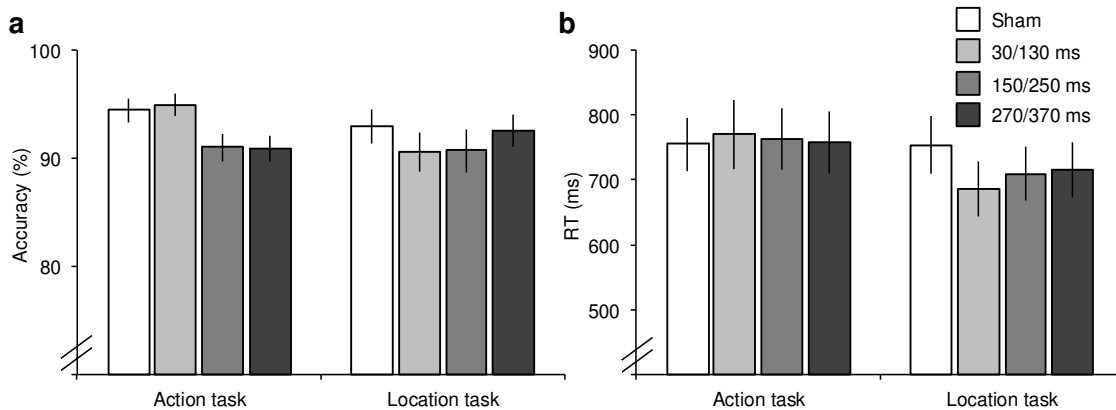 a
100
90
80
Accuracy (%)
Action task
Location task
b
900
800
700
600
500
RT (ms)
Action task
Location task
Sham
30/130 ms
150/250 ms
270/370 ms